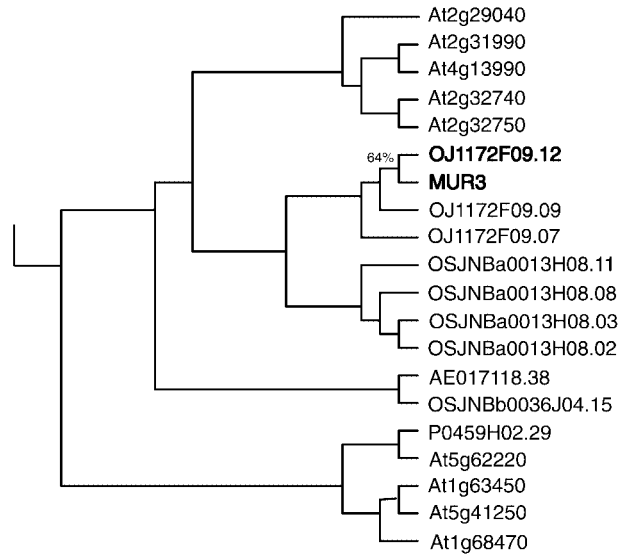 At2g29040
At2g31990
At4g13990
At2g32740
At2g32750
64%
OJ1172F09.12
MUR3
OJ1172F09.09
OJ1172F09.07
OSJNBa0013H08.11
OSJNBa0013H08.08
OSJNBa0013H08.03
OSJNBa0013H08.02
AE017118.38
OSJNBb0036J04.15
P0459H02.29
At5g62220
At1g63450
At5g41250
At1g68470